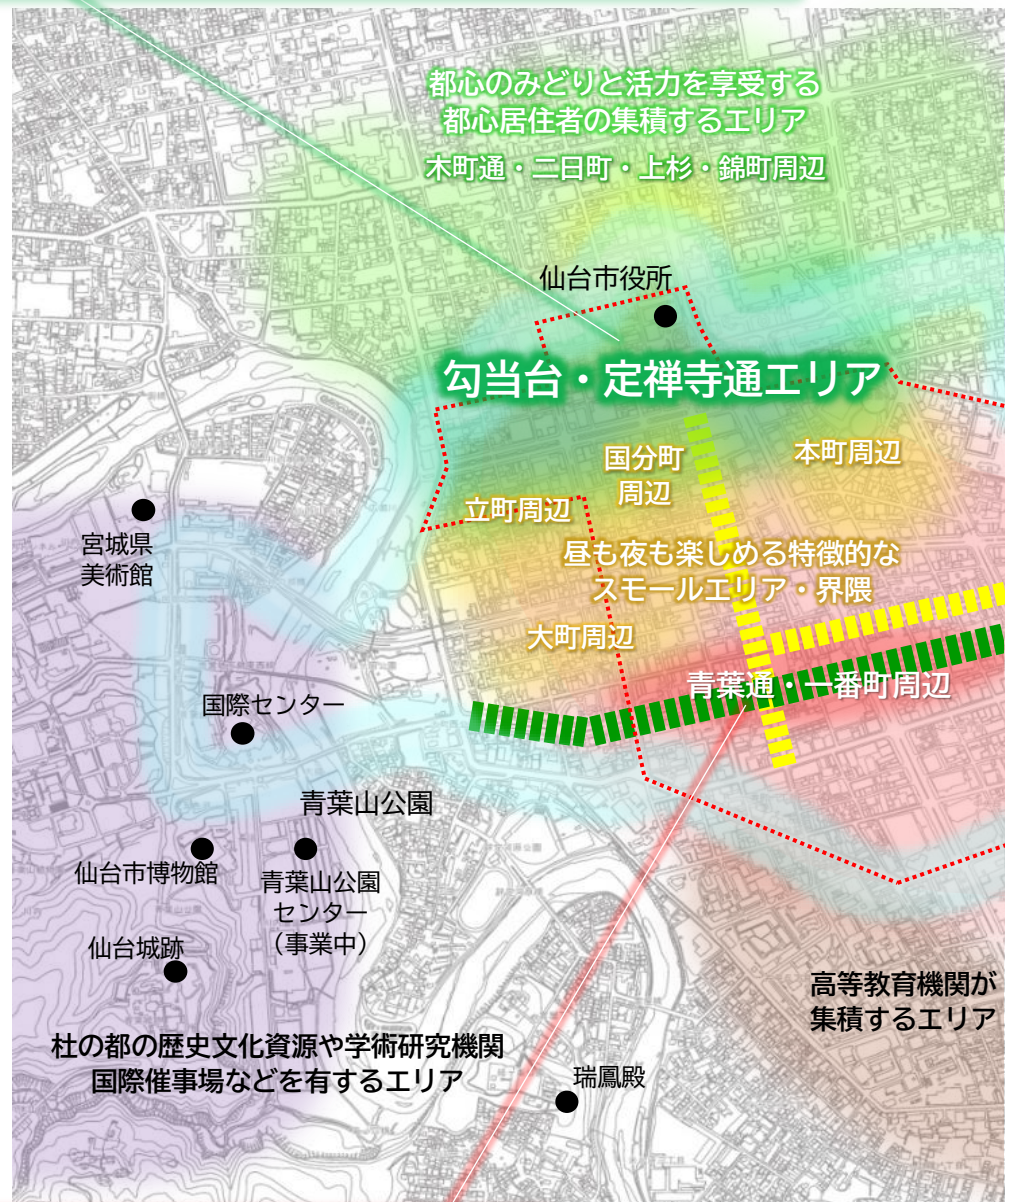 都心のみどりと活力を享受する
都心居住者の集積するエリア
木町通・二日町・上杉・錦町周辺
仙台市役所
勾当台・定禅寺通エリア
国分町
周辺
本町周辺
立町周辺
宮城県
美術館
昼も夜も楽しめる特徴的な
スモールエリア・界隈
大町周辺
青葉通・一番町周辺
国際センター
青葉山公園
仙台市博物館
青葉山公園
センター
（事業中）
仙台城跡
高等教育機関が
集積するエリア
杜の都の歴史文化資源や学術研究機関
国際催事場などを有するエリア
瑞鳳殿